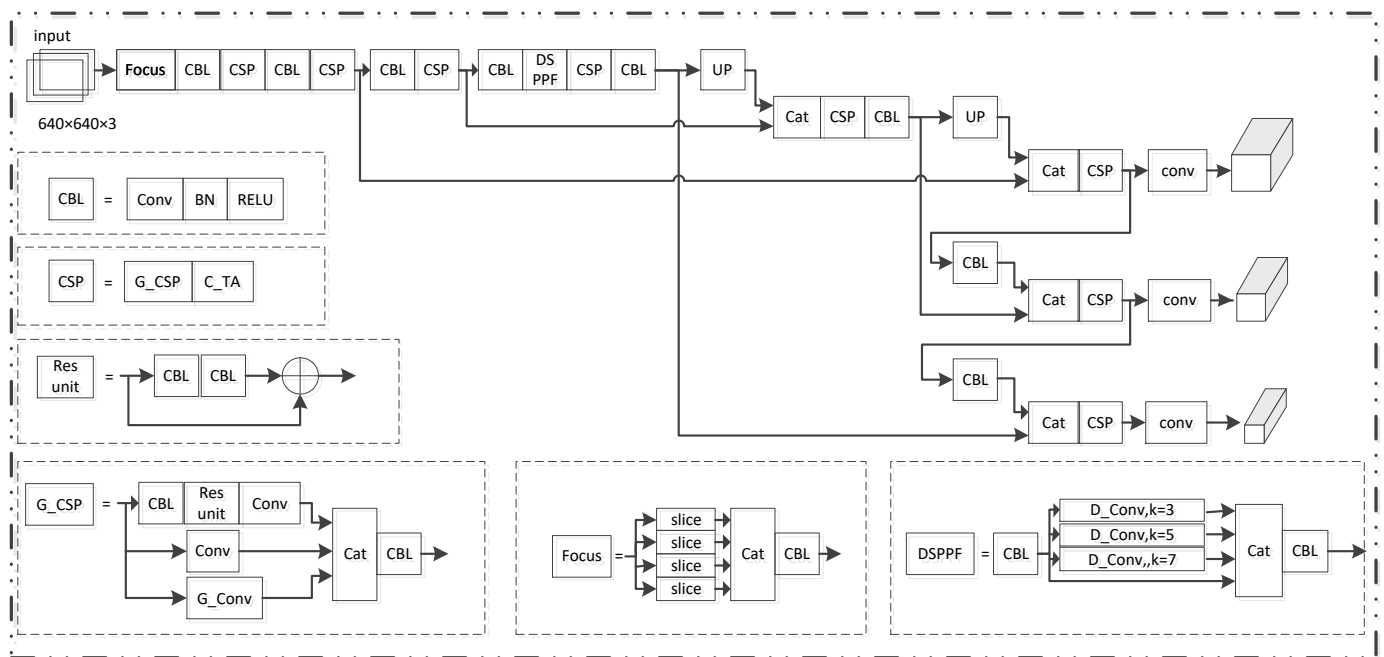 input
Focus CBL CSP CBL CSP CBL CSP CBL DS PPF CSP CBL UP
640×640×3
Cat CSP CBL UP
Cat CSP conv
CBL = Conv BN RELU
CBL
CSP = G_CSP C_TA
Cat CSP conv
Res unit = CBL CBL
CBL
Cat CSP conv
G_CSP = CBL Res unit Conv
Conv
G_Conv
Cat CBL
Focus =
slice
slice
slice
slice
Cat CBL
DSPPF = CBL
D_Conv,k=3
D_Conv,k=5
D_Conv,,k=7
Cat CBL